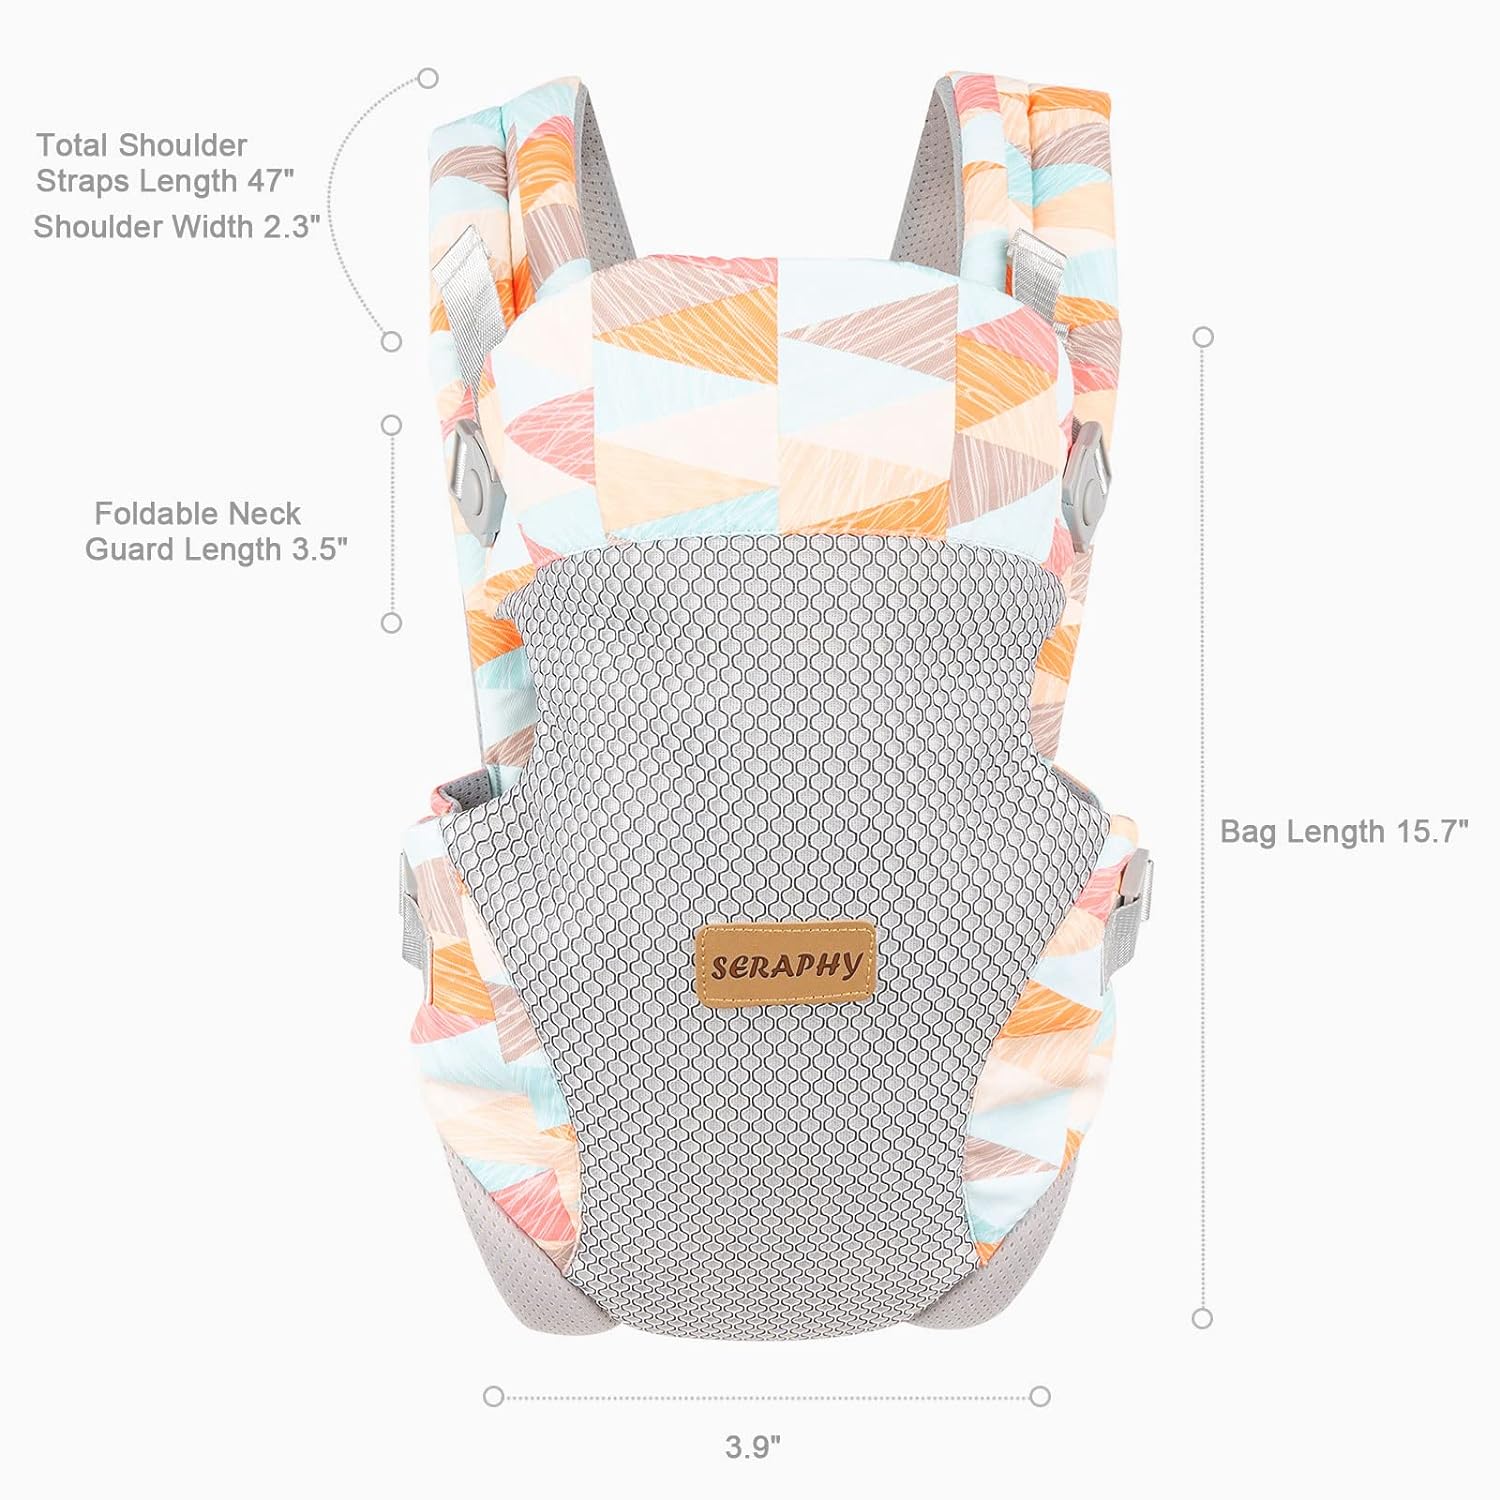 Total Shoulder
Straps Length 47"
Shoulder Width 2.3"
Foldable Neck
Guard Length 3.5"
Bag Length 15.7"
SERAPHY
3.9"